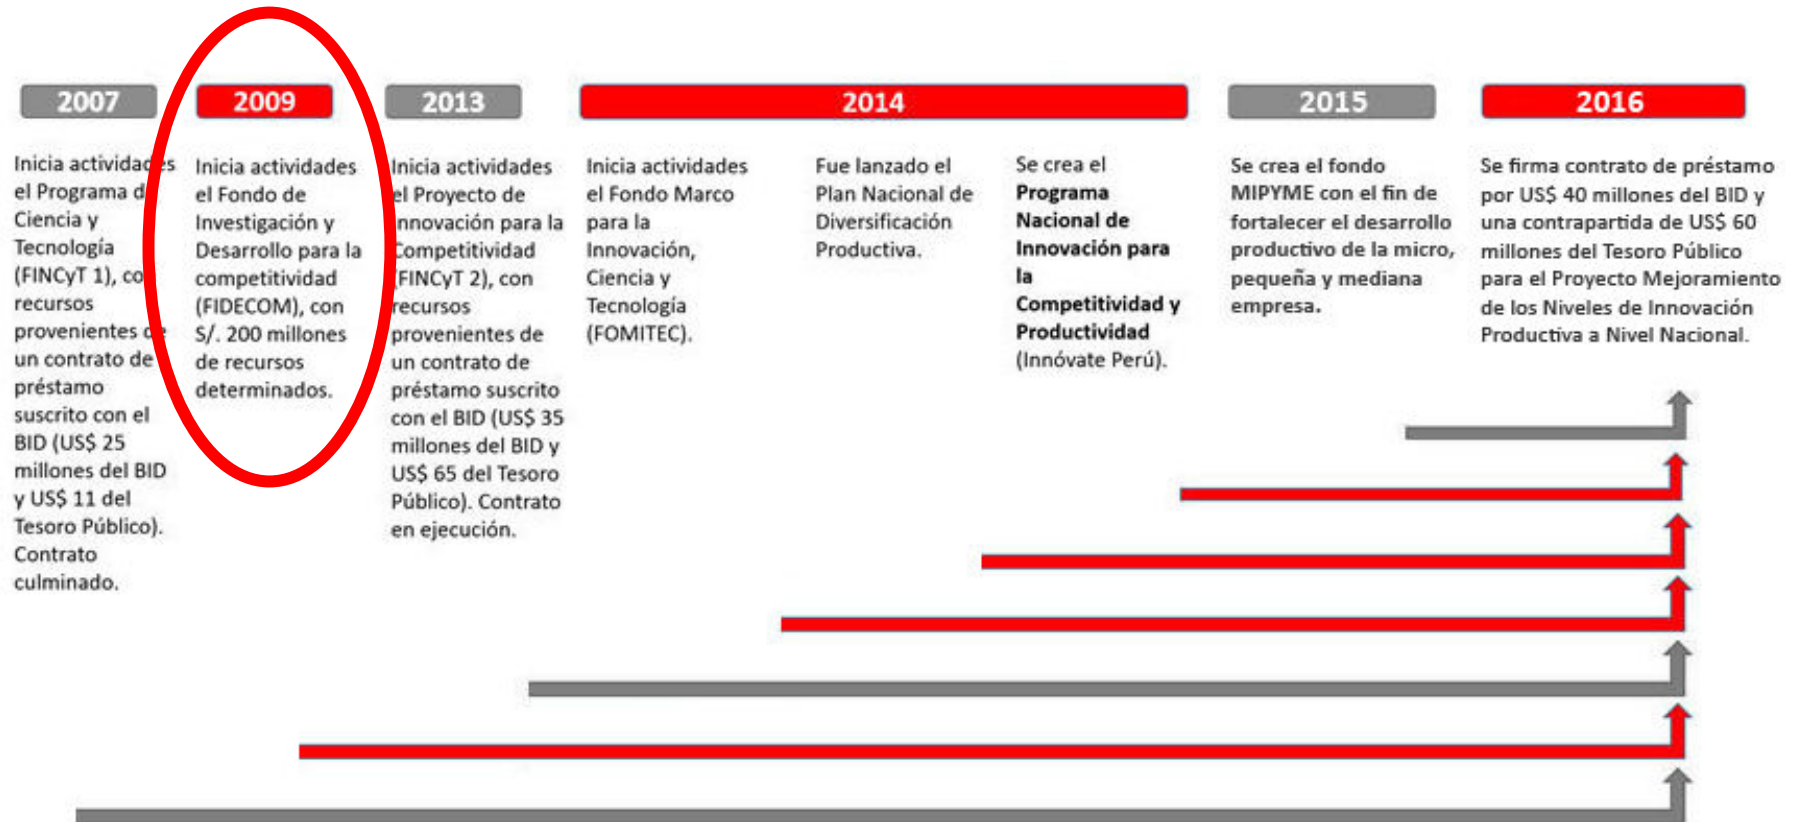 2007
Inicia actividades
el Programa d
Ciencia y
Tecnología
(FINCyT 1), co
recursos
provenientes de
un contrato de
préstamo
suscrito con el
BID (US$ 25
millones del BID
y US$ 11 del
Tesoro Público).
Contrato
culminado.
2009
Inicia actividades
el Fondo de
Investigación y
Desarrollo para la
competitividad
(FIDECOM), con
S/. 200 millones
de recursos
determinados.
2013
Inicia actividades
el Proyecto de
Innovación para la
Competitividad
(FINCyT 2), con
recursos
provenientes de
un contrato de
préstamo suscrito
con el BID (US$ 35
millones del BID y
US$ 65 del Tesoro
Público). Contrato
en ejecución.
2014
Inicia actividades
el Fondo Marco
para la
Innovación,
Ciencia y
Tecnología
(FOMITEC).
Fue lanzado el
Plan Nacional de
Diversificación
Productiva.
Se crea el
Programa
Nacional de
Innovación para
la
Competitividad y
Productividad
(Innóvate Perú).
2015
Se crea el fondo
MIPYME con el fin de
fortalecer el desarrollo
productivo de la micro,
pequeña y mediana
empresa.
2016
Se firma contrato de préstamo
por US$ 40 millones del BID y
una contrapartida de US$ 60
millones del Tesoro Público
para el Proyecto Mejoramiento
de los Niveles de Innovación
Productiva a Nivel Nacional.